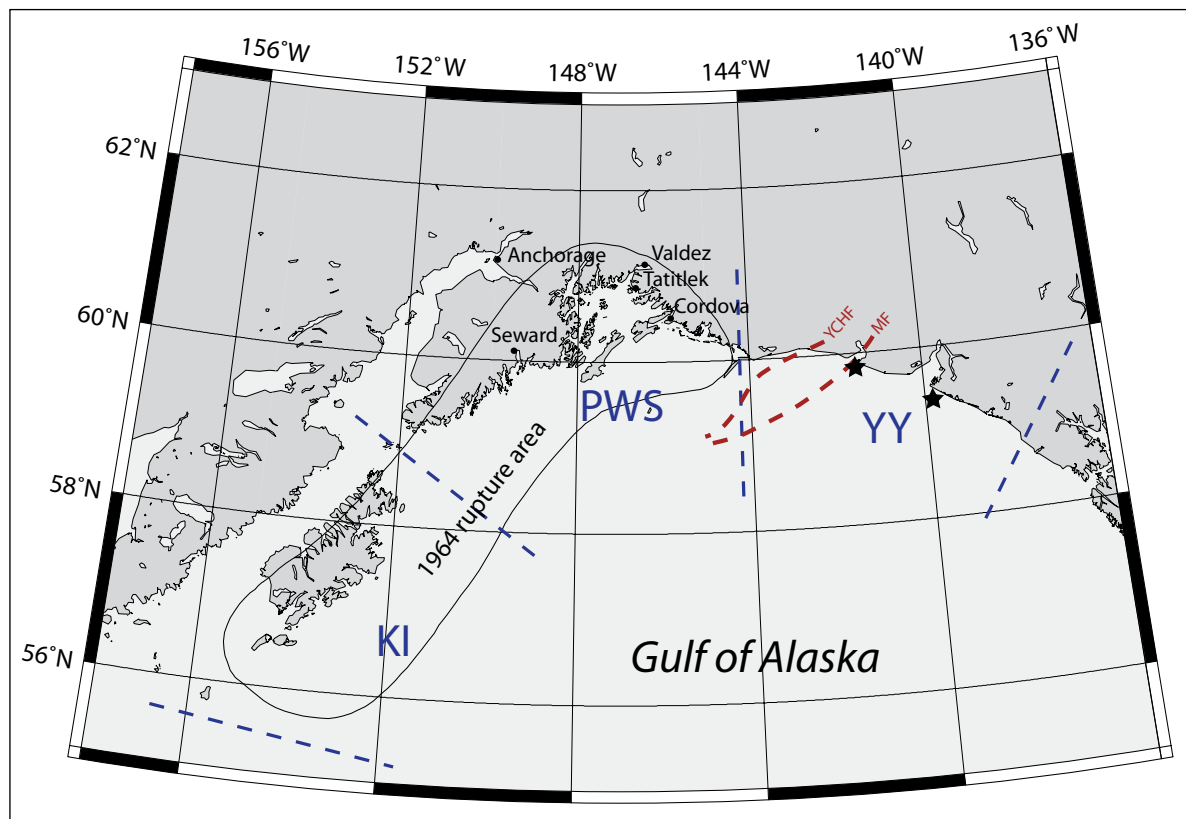 156°W
152°W
148°W
144°W
140°W
136°W
62°N
60°N
58°N
56°N
Anchorage
Valdez
Tatitlek
Cordova
Seward
YCHF
MF
PWS
YY
1964 rupture area
KI
Gulf of Alaska